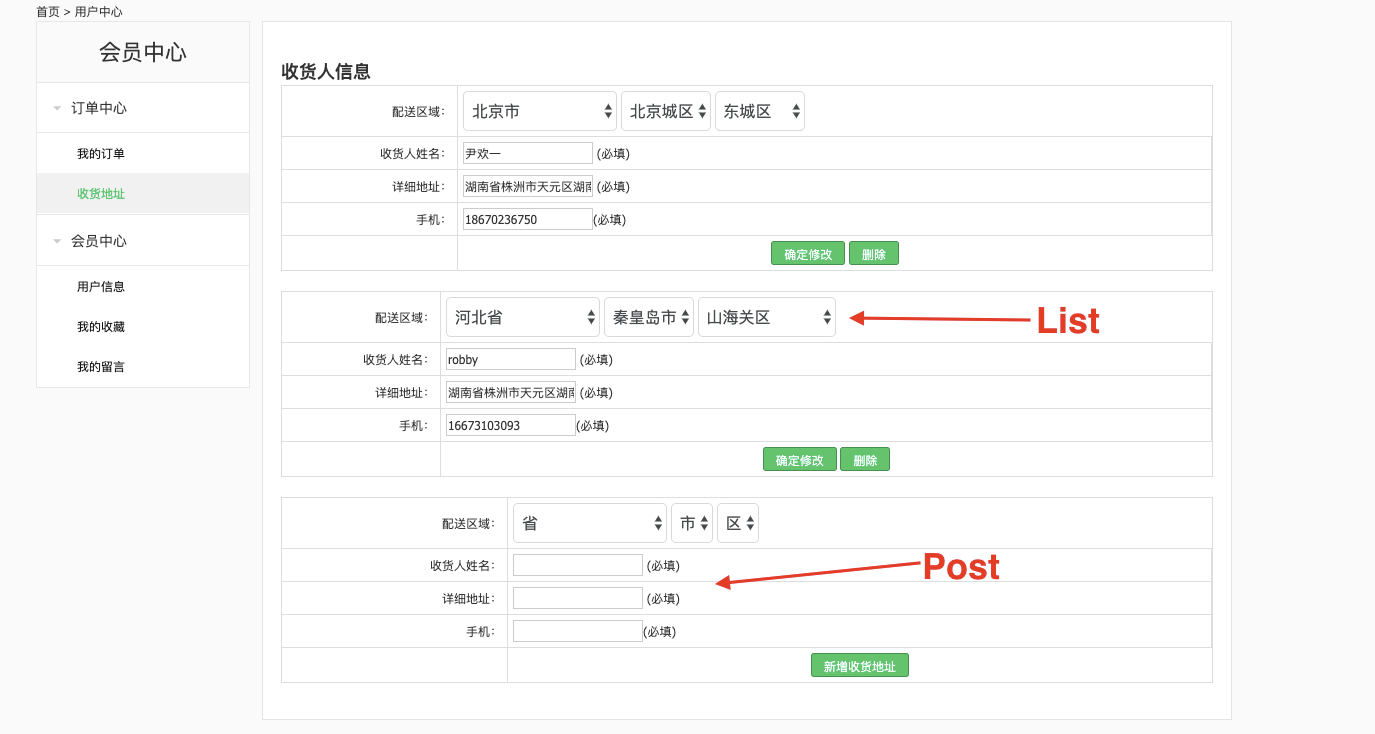 首页 > 用户中心
会员中心
订单中心
我的订单
收货地址
会员中心
用户信息
我的收藏
我的留言
收货人信息
配送区域： 北京市 北京城区 东城区
收货人姓名： 尹欢一 (必填)
详细地址： 湖南省株洲市天元区湖南 (必填)
手机： 18670236750 (必填)
确定修改 删除
配送区域： 河北省 秦皇岛市 山海关区 List
收货人姓名： robby (必填)
详细地址： 湖南省株洲市天元区湖南 (必填)
手机： 16673103093 (必填)
确定修改 删除
配送区域： 省 市 区
收货人姓名： (必填) Post
详细地址： (必填)
手机： (必填)
新增收货地址